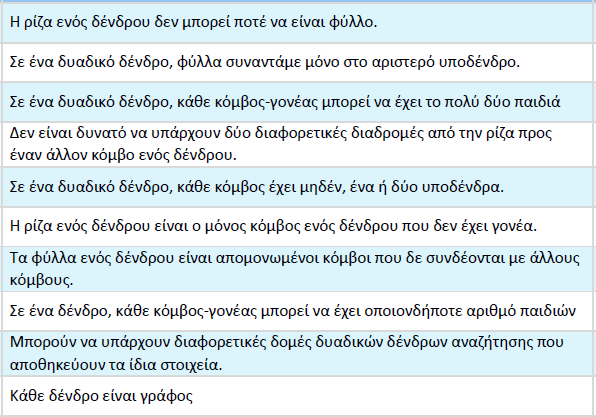 Η ρίζα ενός δένδρου δεν μπορεί ποτέ να είναι φύλλο.
Σε ένα δυαδικό δένδρο, φύλλα συναντάμε μόνο στο αριστερό υποδένδρο.
Σε ένα δυαδικό δένδρο, κάθε κόμβος-γονέας μπορεί να έχει το πολύ δύο παιδιά
Δεν είναι δυνατό να υπάρχουν δύο διαφορετικές διαδρομές από την ρίζα προς
έναν άλλον κόμβο ενός δένδρου.
Σε ένα δυαδικό δένδρο, κάθε κόμβος έχει μηδέν, ένα ή δύο υποδένδρα.
Η ρίζα ενός δένδρου είναι ο μόνος κόμβος ενός δένδρου που δεν έχει γονέα.
Τα φύλλα ενός δένδρου είναι απομονωμένοι κόμβοι που δε συνδέονται με άλλους
κόμβους.
Σε ένα δένδρο, κάθε κόμβος-γονέας μπορεί να έχει οποιονδήποτε αριθμό παιδιών
Μπορούν να υπάρχουν διαφορετικές δομές δυαδικών δένδρων αναζήτησης που
αποθηκεύουν τα ίδια στοιχεία.
Κάθε δένδρο είναι γράφος